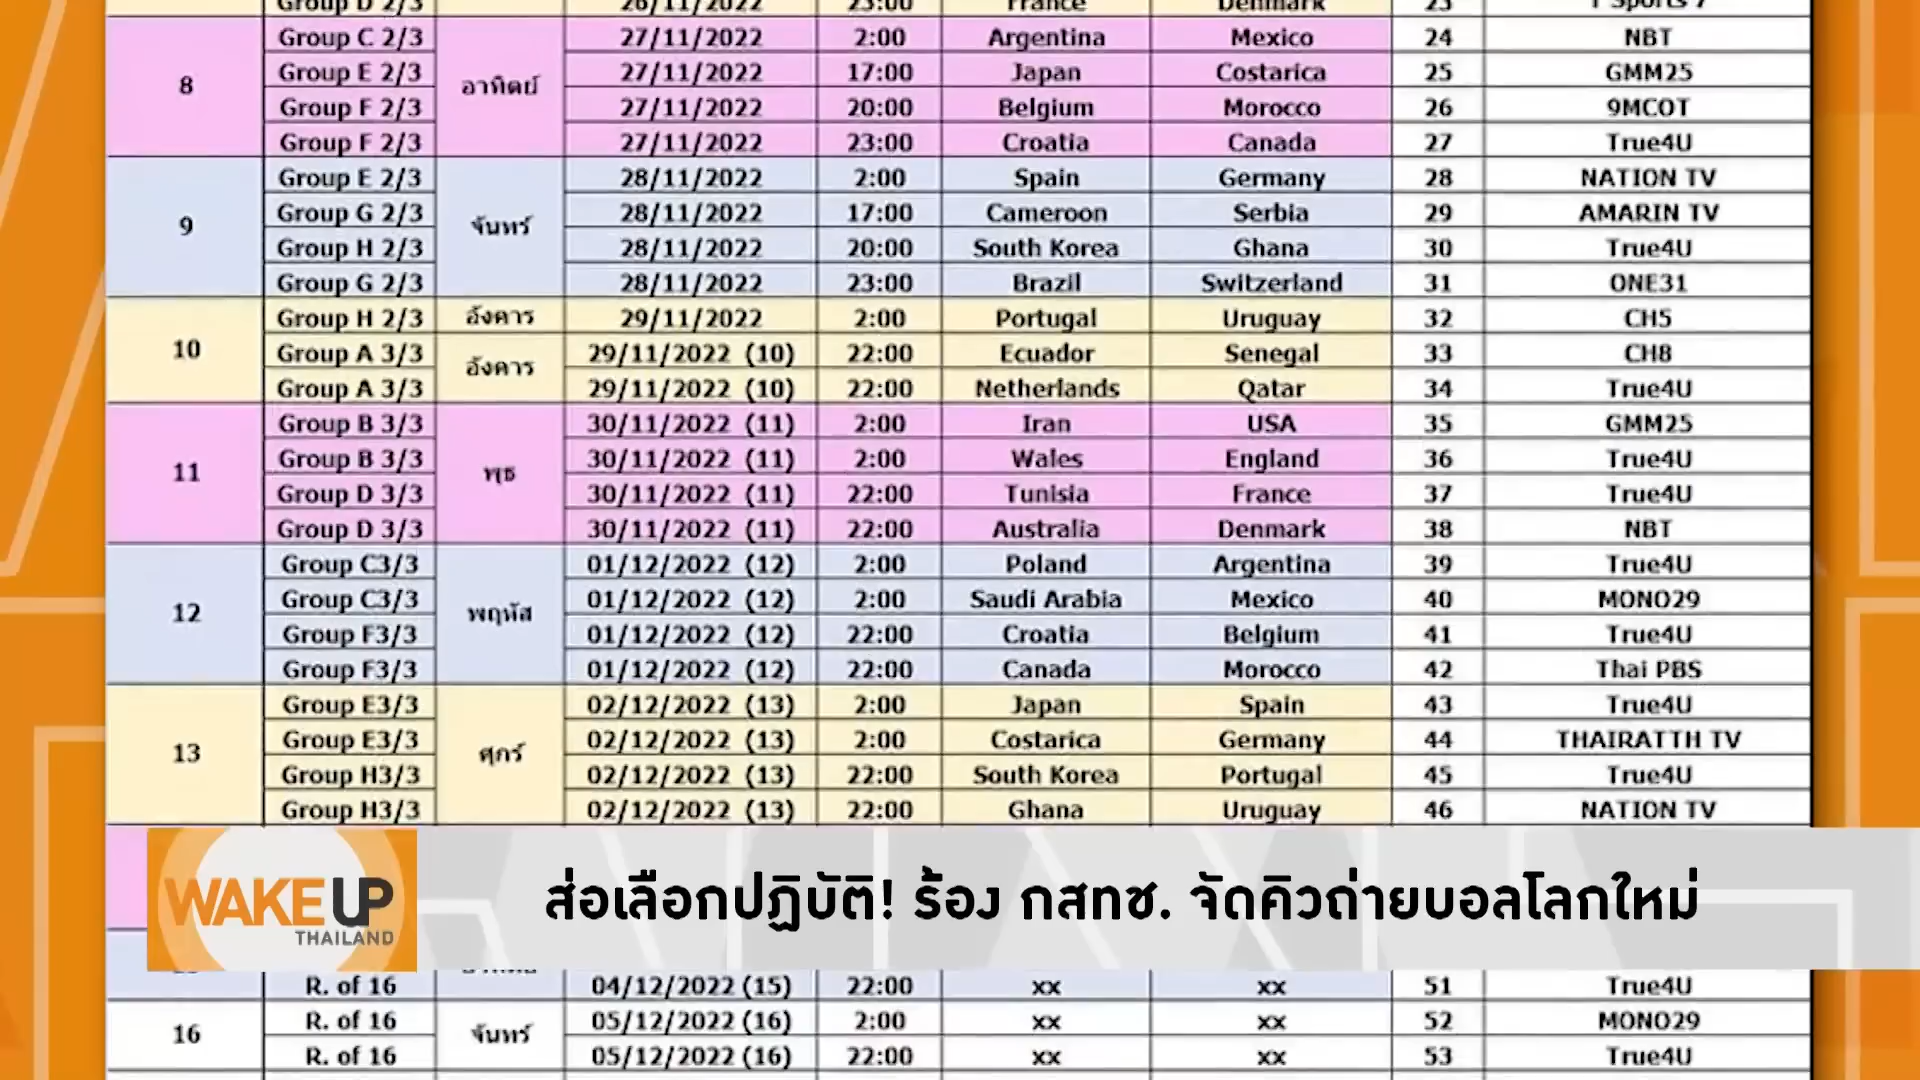 Group D 2/3 26/11/2022 23:00 France Denmark 23 T Sports 7
Group C 2/3 27/11/2022 2:00 Argentina Mexico 24 NBT
Group E 2/3 27/11/2022 17:00 Japan Costarica 25 GMM25
8 อาทิตย์
Group F 2/3 27/11/2022 20:00 Belgium Morocco 26 9MCOT
Group F 2/3 27/11/2022 23:00 Croatia Canada 27 True4U
Group E 2/3 28/11/2022 2:00 Spain Germany 28 NATION TV
Group G 2/3 28/11/2022 17:00 Cameroon Serbia 29 AMARIN TV
9 จันทร์
Group H 2/3 28/11/2022 20:00 South Korea Ghana 30 True4U
Group G 2/3 28/11/2022 23:00 Brazil Switzerland 31 ONE31
Group H 2/3 อังคาร 29/11/2022 2:00 Portugal Uruguay 32 CH5
10 Group A 3/3 อังคาร 29/11/2022 (10) 22:00 Ecuador Senegal 33 CH8
Group A 3/3 29/11/2022 (10) 22:00 Netherlands Qatar 34 True4U
Group B 3/3 30/11/2022 (11) 2:00 Iran USA 35 GMM25
Group B 3/3 30/11/2022 (11) 2:00 Wales England 36 True4U
11 พุธ
Group D 3/3 30/11/2022 (11) 22:00 Tunisia France 37 True4U
Group D 3/3 30/11/2022 (11) 22:00 Australia Denmark 38 NBT
Group C3/3 01/12/2022 (12) 2:00 Poland Argentina 39 True4U
Group C3/3 01/12/2022 (12) 2:00 Saudi Arabia Mexico 40 MONO29
12 พฤหัส
Group F3/3 01/12/2022 (12) 22:00 Croatia Belgium 41 True4U
Group F3/3 01/12/2022 (12) 22:00 Canada Morocco 42 Thai PBS
Group E3/3 02/12/2022 (13) 2:00 Japan Spain 43 True4U
Group E3/3 02/12/2022 (13) 2:00 Costarica Germany 44 THAIRATTH TV
13 ศุกร์
Group H3/3 02/12/2022 (13) 22:00 South Korea Portugal 45 True4U
Group H3/3 02/12/2022 (13) 22:00 Ghana Uruguay 46 NATION TV
WAKE UP
THAILAND
ส่อเลือกปฏิบัติ! ร้อง กสทช. จัดคิวถ่ายบอลโลกใหม่
R. of 16 04/12/2022 (15) 22:00 xx xx 51 True4U
R. of 16 05/12/2022 (16) 2:00 xx xx 52 MONO29
16 จันทร์
R. of 16 05/12/2022 (16) 22:00 xx xx 53 True4U